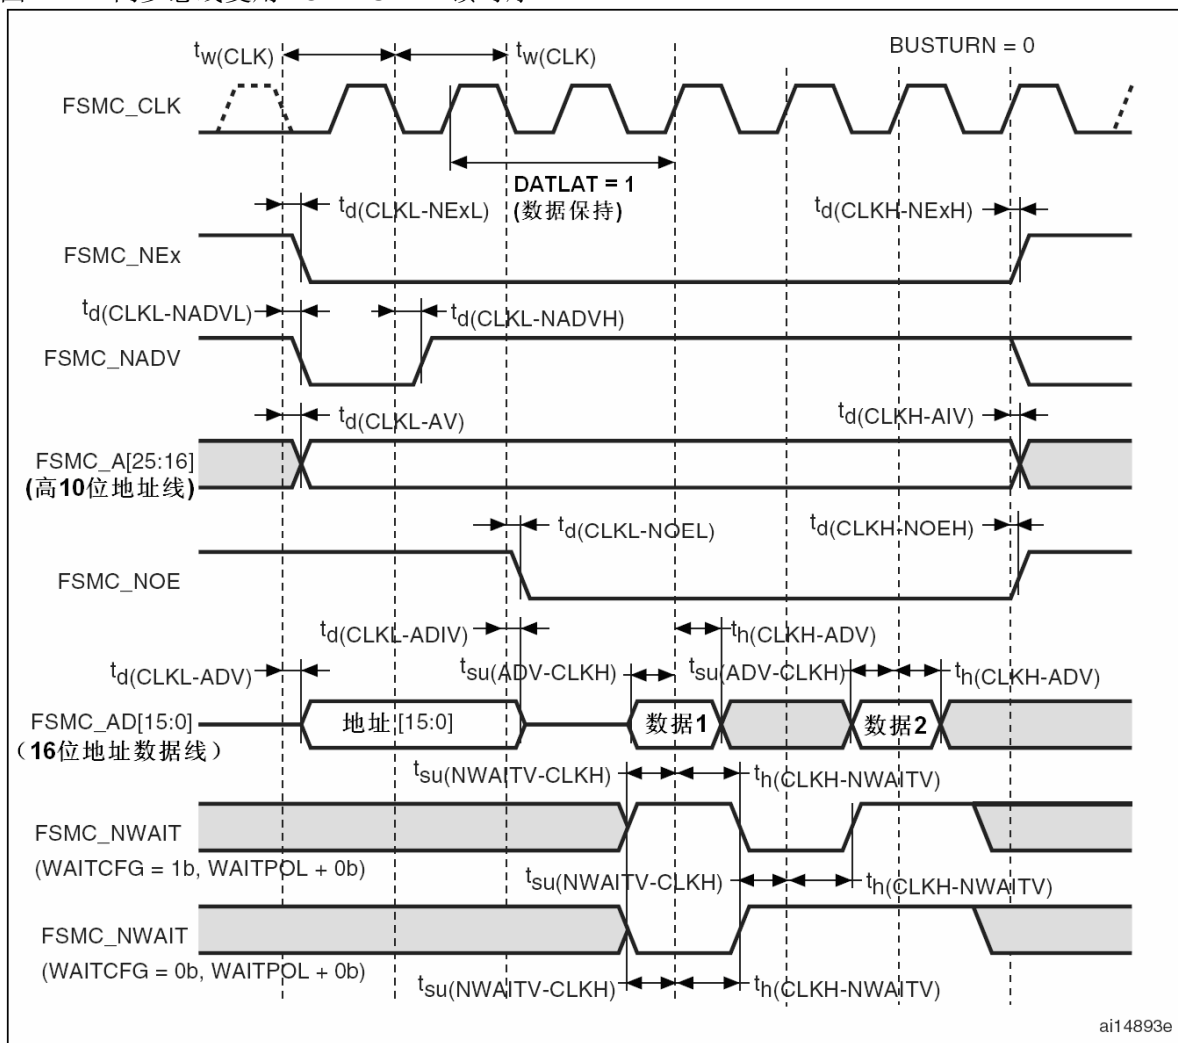 tw(CLK) tw(CLK) BUSTURN = 0
FSMC_CLK
DATLAT = 1
(数据保持)
td(CLKL-NExL) td(CLKH-NExH)
FSMC_NEx
td(CLKL-NADVL) td(CLKL-NADVH)
FSMC_NADV
td(CLKL-AV) td(CLKH-AIV)
FSMC_A[25:16]
(高10位地址线)
td(CLKL-NOEL) td(CLKH-NOEH)
FSMC_NOE
td(CLKL-ADIV) th(CLKH-ADV)
td(CLKL-ADV) tsu(ADV-CLKH) tsu(ADV-CLKH) th(CLKH-ADV)
FSMC_AD[15:0] 地址 [15:0] 数据1 数据2
（16位地址数据线）
tsu(NWAITV-CLKH) th(CLKH-NWAITV)
FSMC_NWAIT
(WAITCFG = 1b, WAITPOL + 0b)
tsu(NWAITV-CLKH) th(CLKH-NWAITV)
FSMC_NWAIT
(WAITCFG = 0b, WAITPOL + 0b)
tsu(NWAITV-CLKH) th(CLKH-NWAITV)
ai14893e